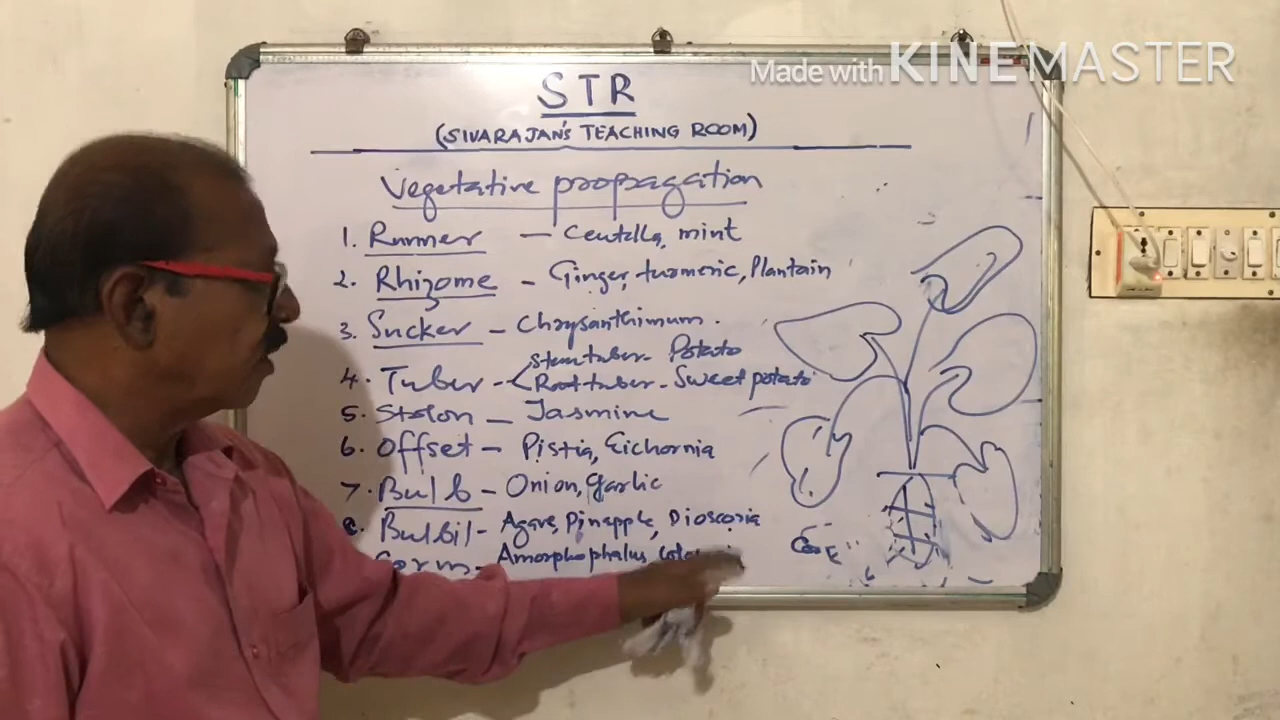 Made with KINEMASTER
STR
(SIVARAJAN'S TEACHING ROOM)
Vegetative propagation
1. Runner — Centella, mint
2. Rhizome - Ginger, turmeric, Plantain
3. Sucker - Chrysanthimum.
4. Tuber - Stem tuber - Potato
Root tuber - Sweet potato
5. Stolon - Jasmine
6. Offset - Pistia, Eichornia
7. Bulb - Onion, Garlic
8. Bulbil - Agave, Pineapple, Dioscoria
Corm - Amorphophalus,